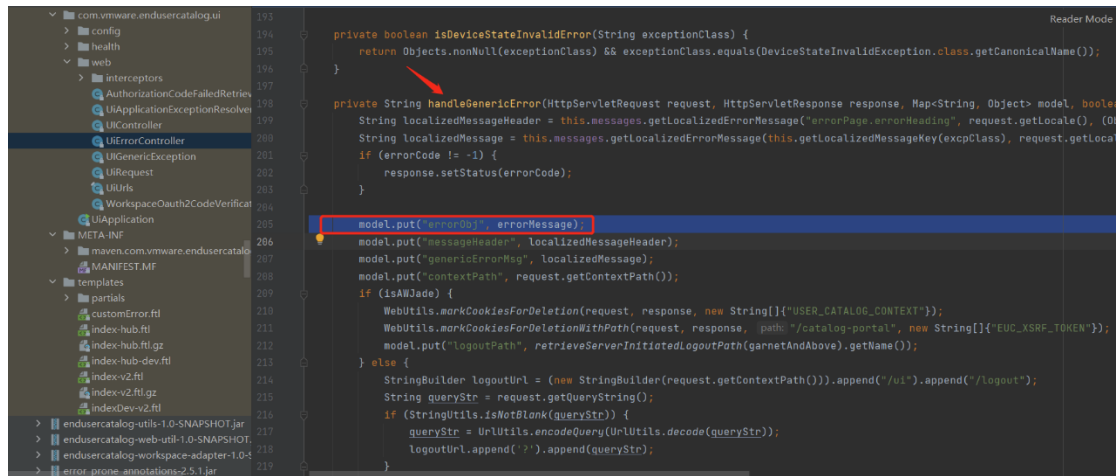 com.vmware.endusercatalog.ui
config
health
web
interceptors
AuthorizationCodeFailedRetriev
UiApplicationExceptionResolve
UIController
UiErrorController
UIGenericException
UiRequest
UiUrls
WorkspaceOauth2CodeVerificat
UiApplication
META-INF
maven.com.vmware.endusercatalo
MANIFEST.MF
templates
partials
customError.ftl
index-hub.ftl
index-hub.ftl.gz
index-hub-dev.ftl
index-v2.ftl
index-v2.ftl.gz
indexDev-v2.ftl
endusercatalog-utils-1.0-SNAPSHOT.jar
endusercatalog-web-util-1.0-SNAPSHOT.
endusercatalog-workspace-adapter-1.0-S
error_prone_annotations-2.5.1.jar
Reader Mode
193
194 private boolean isDeviceStateInvalidError(String exceptionClass) {
195 return Objects.nonNull(exceptionClass) && exceptionClass.equals(DeviceStateInvalidException.class.getCanonicalName());
196 }
197
198 private String handleGenericError(HttpServletRequest request, HttpServletResponse response, Map<String, Object> model, boolea
199 String localizedMessageHeader = this.messages.getLocalizedErrorMessage("errorPage.errorHeading", request.getLocale(), (Ob
200 String localizedMessage = this.messages.getLocalizedErrorMessage(this.getLocalizedMessageKey(excpClass), request.getLocal
201 if (errorCode != -1) {
202 response.setStatus(errorCode);
203 }
204
205 model.put("errorObj", errorMessage);
206 model.put("messageHeader", localizedMessageHeader);
207 model.put("genericErrorMsg", localizedMessage);
208 model.put("contextPath", request.getContextPath());
209 if (isAWJade) {
210 WebUtils.markCookiesForDeletion(request, response, new String[]{"USER_CATALOG_CONTEXT"});
211 WebUtils.markCookiesForDeletionWithPath(request, response, path: "/catalog-portal", new String[]{"EUC_XSRF_TOKEN"});
212 model.put("logoutPath", retrieveServerInitiatedLogoutPath(garnetAndAbove).getName());
213 } else {
214 StringBuilder logoutUrl = (new StringBuilder(request.getContextPath())).append("/ui").append("/logout");
215 String queryStr = request.getQueryString();
216 if (StringUtils.isNotBlank(queryStr)) {
217 queryStr = UrlUtils.encodeQuery(UrlUtils.decode(queryStr));
218 logoutUrl.append('?').append(queryStr);
219 }